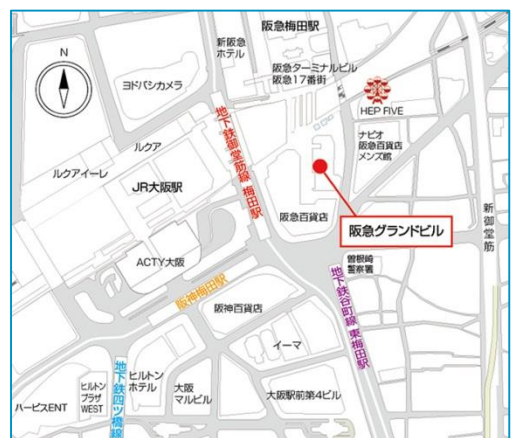 阪急梅田駅
新阪急
ホテル
阪急ターミナルビル
阪急17番街
N
ヨドバシカメラ
HEP FIVE
地下鉄御堂筋線 梅田駅
ナビオ
阪急百貨店
メンズ館
ルクア
ルクアイーレ
JR大阪駅
阪急百貨店
阪急グランドビル
新御堂筋
ACTY大阪
曽根崎
警察署
阪神梅田駅
地下鉄谷町線 東梅田駅
阪神百貨店
イーマ
地下鉄四ツ橋線
ヒルトン
プラザ
WEST
ヒルトン
ホテル
大阪
マルビル
大阪駅前第4ビル
ハービスENT